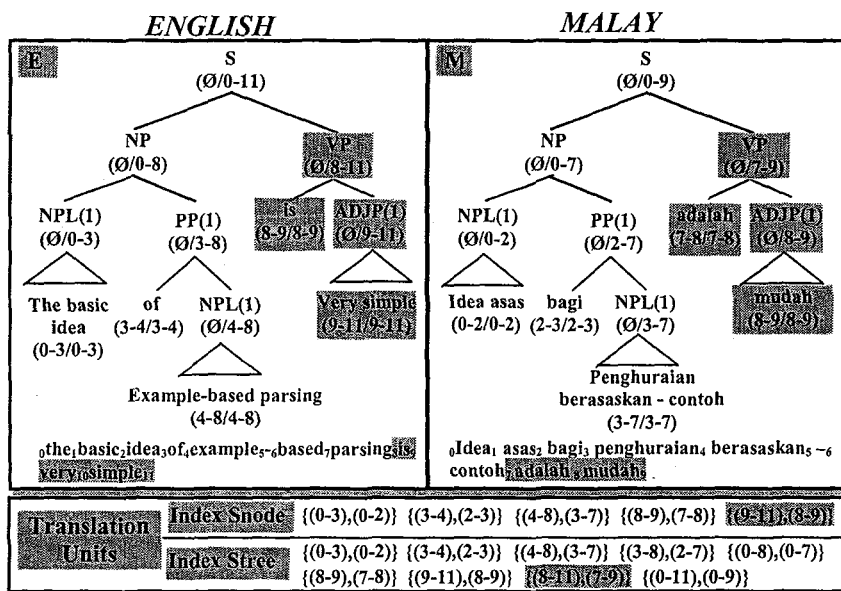 ENGLISH MALAY
E
S
(Ø/0-11)
NP
(Ø/0-8)
VP
(Ø/8-11)
NPL(1)
(Ø/0-3)
PP(1)
(Ø/3-8)
is
(8-9/8-9)
ADJP(1)
(Ø/9-11)
The basic
idea
(0-3/0-3)
of
(3-4/3-4)
NPL(1)
(Ø/4-8)
Very simple
(9-11/9-11)
Example-based parsing
(4-8/4-8)
0the1basic2idea3of4example5-6based7parsing8is9
very10simple11
M
S
(Ø/0-9)
NP
(Ø/0-7)
VP
(Ø/7-9)
NPL(1)
(Ø/0-2)
PP(1)
(Ø/2-7)
adalah
(7-8/7-8)
ADJP(1)
(Ø/8-9)
Idea asas
(0-2/0-2)
bagi
(2-3/2-3)
NPL(1)
(Ø/3-7)
mudah
(8-9/8-9)
Penghuraian
berasaskan - contoh
(3-7/3-7)
0Idea1 asas2 bagi3 penghuraian4 berasaskan5 -6
contoh7 adalah 8 mudah9
Translation
Units
Index Snode {(0-3),(0-2)} {(3-4),(2-3)} {(4-8),(3-7)} {(8-9),(7-8)} {(9-11),(8-9)}
Index Stree {(0-3),(0-2)} {(3-4),(2-3)} {(4-8),(3-7)} {(3-8),(2-7)} {(0-8),(0-7)}
{(8-9),(7-8)} {(9-11),(8-9)} {(8-11),(7-9)} {(0-11),(0-9)}